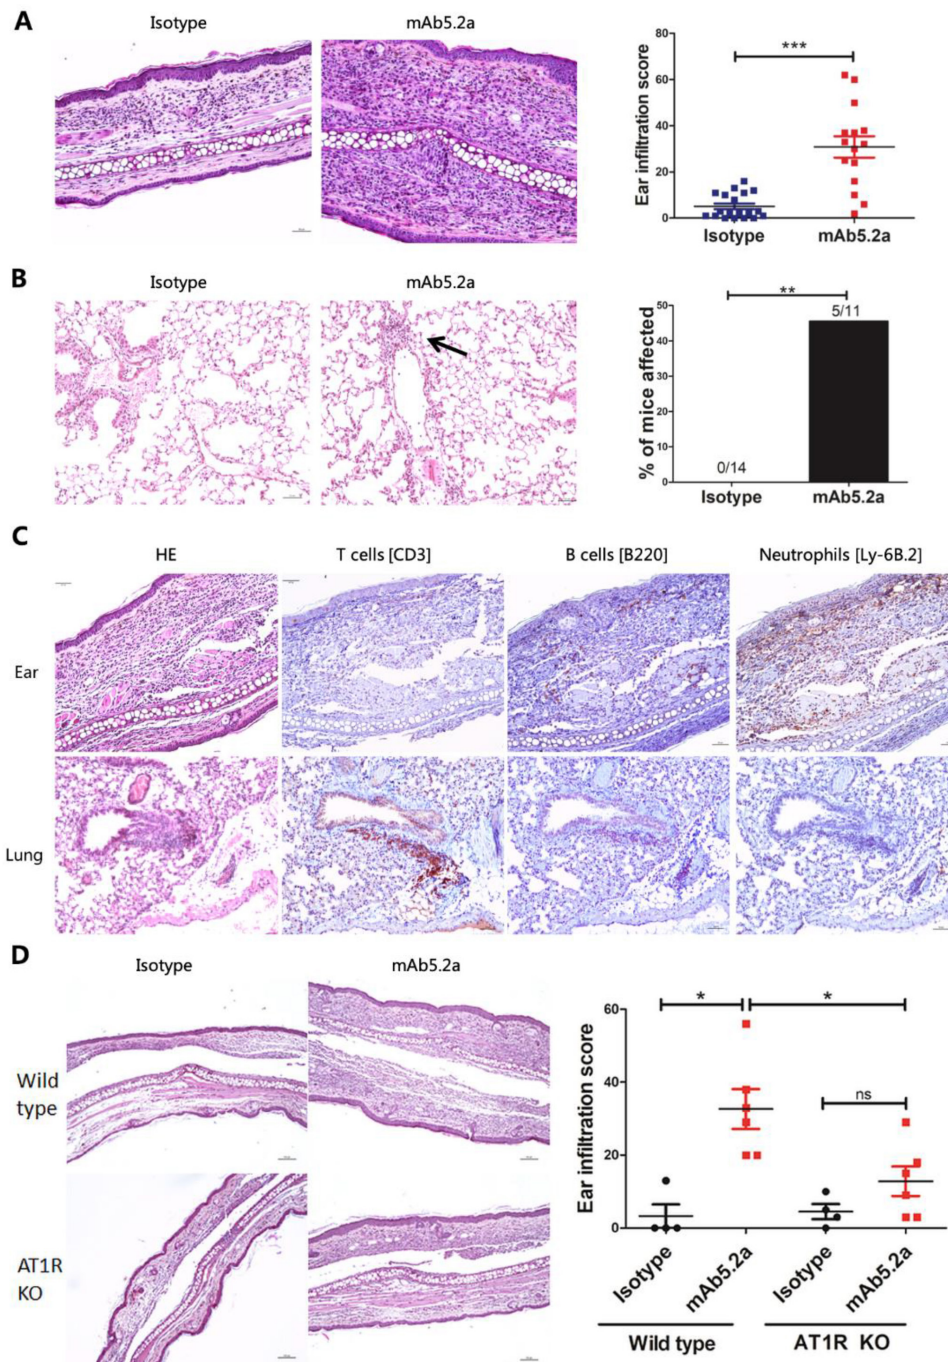 A
Isotype
mAb5.2a
Ear infiltration score
80
60
40
20
0
***
Isotype
mAb5.2a
B
Isotype
mAb5.2a
% of mice affected
50
40
30
20
10
0
**
5/11
0/14
Isotype
mAb5.2a
C
HE
T cells [CD3]
B cells [B220]
Neutrophils [Ly-6B.2]
Ear
Lung
D
Isotype
mAb5.2a
Wild
type
AT1R
KO
Ear infiltration score
60
40
20
0
*
*
ns
Isotype
mAb5.2a
Isotype
mAb5.2a
Wild type
AT1R KO